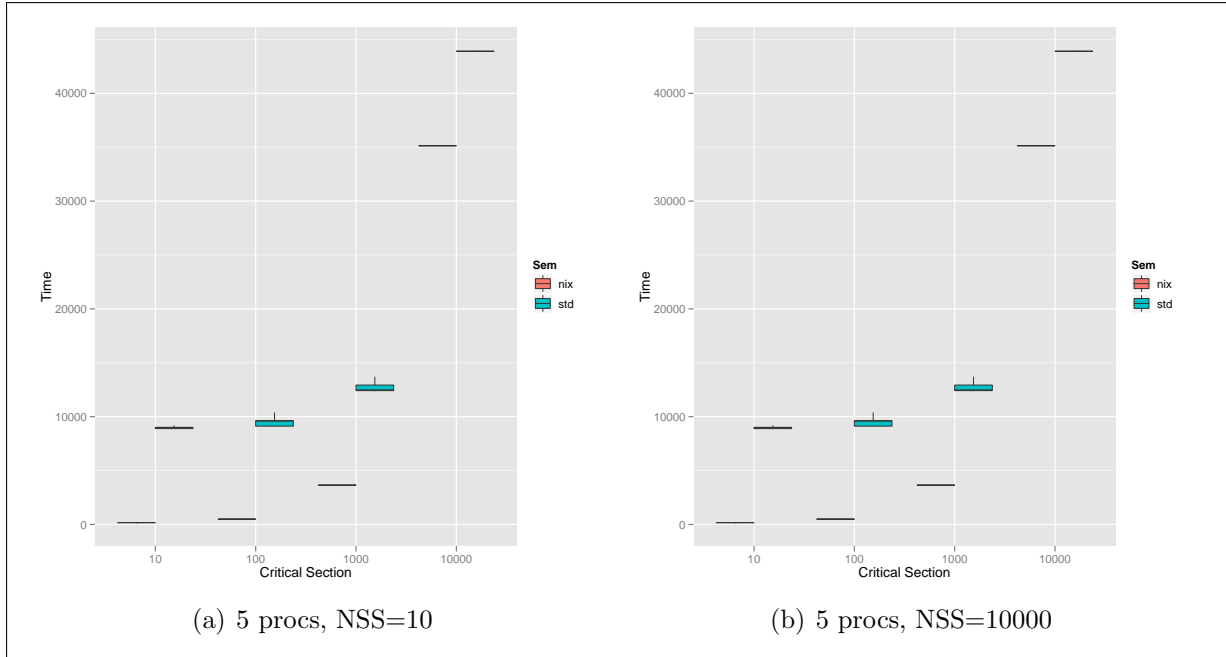 40000
30000
20000
10000
0
Time
10
100
1000
10000
Critical Section
Sem
nix
std
(a) 5 procs, NSS=10
40000
30000
20000
10000
0
Time
10
100
1000
10000
Critical Section
Sem
nix
std
(b) 5 procs, NSS=10000